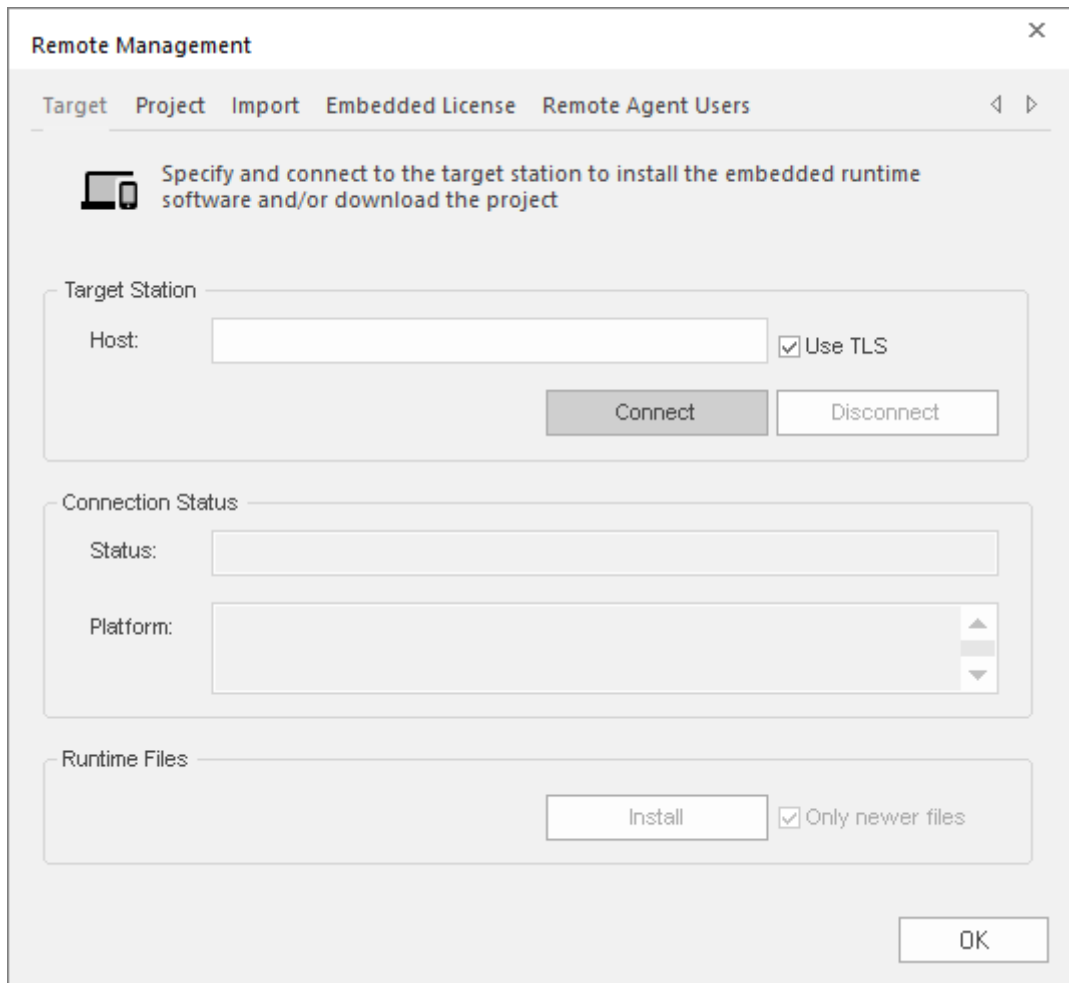 Remote Management
Target Project Import Embedded License Remote Agent Users
Specify and connect to the target station to install the embedded runtime
software and/or download the project
Target Station
Host:
Use TLS
Connect Disconnect
Connection Status
Status:
Platform:
Runtime Files
Install Only newer files
OK